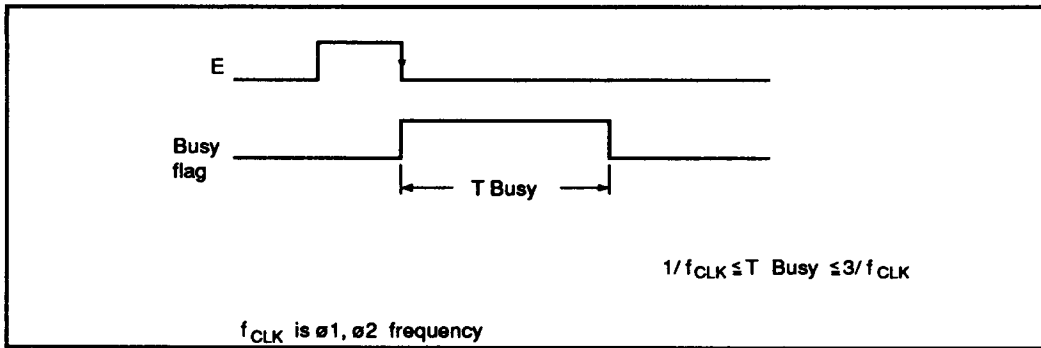 E
Busy
flag
T Busy
1/fCLK ≦ T Busy ≦ 3/fCLK
fCLK is ø1, ø2 frequency